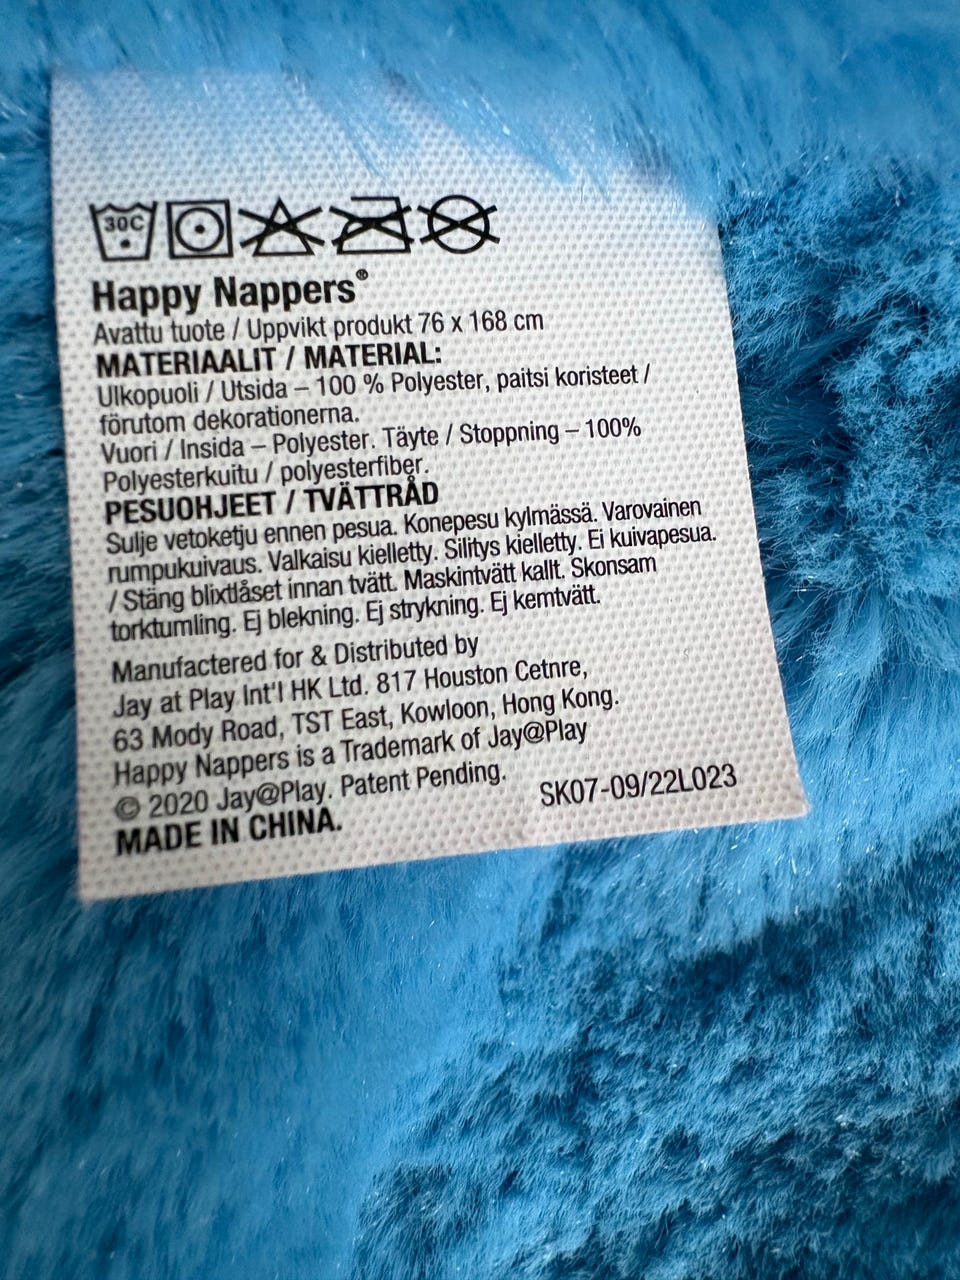 30C
Happy Nappers®
Avattu tuote / Uppvikt produkt 76 x 168 cm
MATERIAALIT / MATERIAL:
Ulkopuoli / Utsida – 100 % Polyester, paitsi koristeet /
förutom dekorationerna.
Vuori / Insida – Polyester. Täyte / Stoppning – 100%
Polyesterkuitu / polyesterfiber.
PESUOHJEET / TVÄTTRÅD
Sulje vetoketju ennen pesua. Konepesu kylmässä. Varovainen
rumpukuivaus. Valkaisu kielletty. Silitys kielletty. Ei kuivapesua.
/ Stäng blixtlåset innan tvätt. Maskintvätt kallt. Skonsam
torktumling. Ej blekning. Ej strykning. Ej kemtvätt.
Manufactered for & Distributed by
Jay at Play Int'l HK Ltd. 817 Houston Cetnre,
63 Mody Road, TST East, Kowloon, Hong Kong.
Happy Nappers is a Trademark of Jay@Play
© 2020 Jay@Play. Patent Pending.
SK07-09/22L023
MADE IN CHINA.